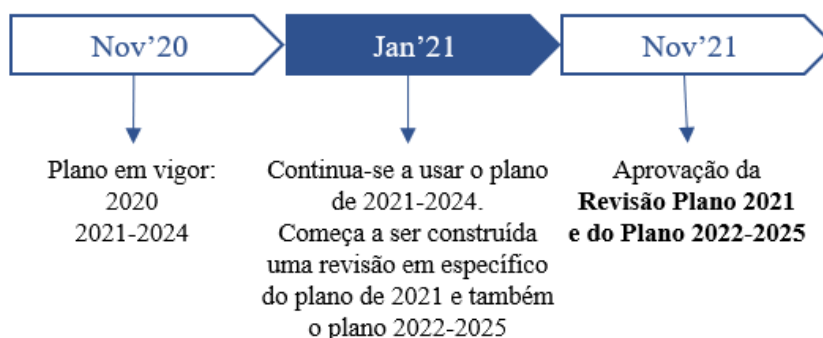 Nov’20
Jan’21
Nov’21
Plano em vigor:
2020
2021-2024
Continua-se a usar o plano
de 2021-2024.
Começa a ser construída
uma revisão em específico
do plano de 2021 e também
o plano 2022-2025
Aprovação da
Revisão Plano 2021
e do Plano 2022-2025